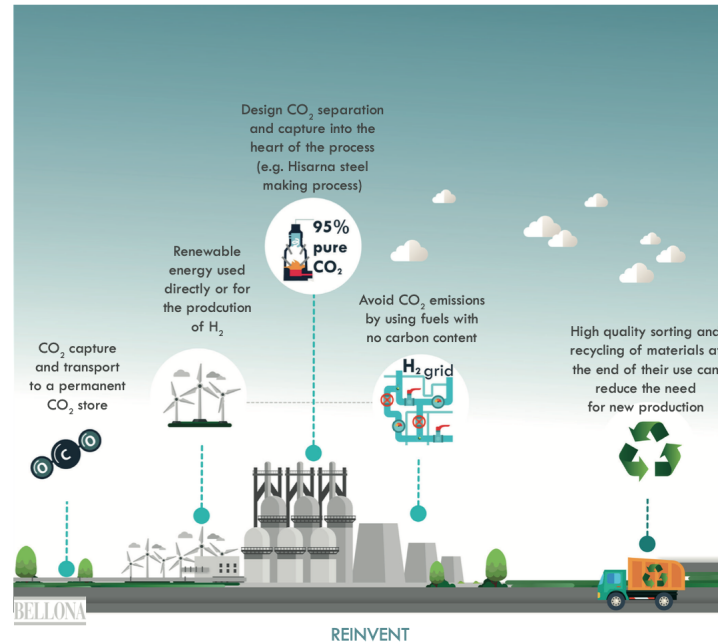 Design CO₂ separation
and capture into the
heart of the process
(e.g. Hisarna steel
making process)
95%
pure
CO₂
Renewable
energy used
directly or for
the prodcution
of H₂
Avoid CO₂ emissions
by using fuels with
no carbon content
H₂ grid
CO₂ capture
and transport
to a permanent
CO₂ store
O C O
High quality sorting and
recycling of materials at
the end of their use can
reduce the need
for new production
BELLONA
REINVENT